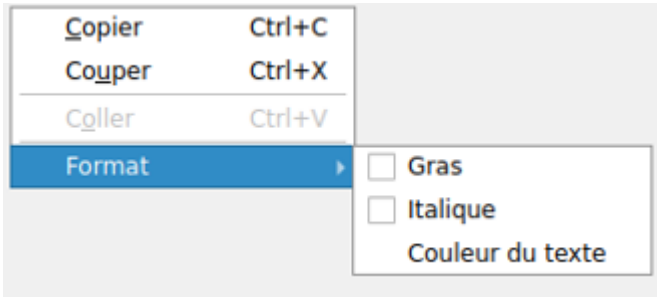 Copier Ctrl+C
Couper Ctrl+X
Coller Ctrl+V
Format
Gras
Italique
Couleur du texte